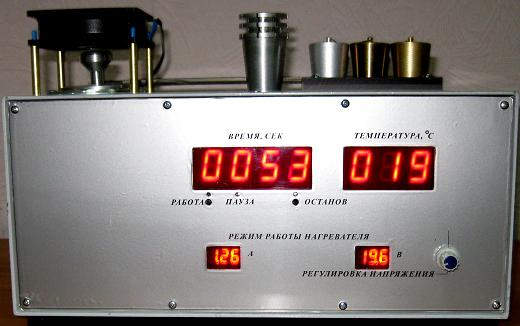 ВРЕМЯ, СЕК ТЕМПЕРАТУРА, °С
0053 019
РАБОТА ПАУЗА ОСТАНОВ
РЕЖИМ РАБОТЫ НАГРЕВАТЕЛЯ
1.26 А 19.6 В
РЕГУЛИРОВКА НАПРЯЖЕНИЯ